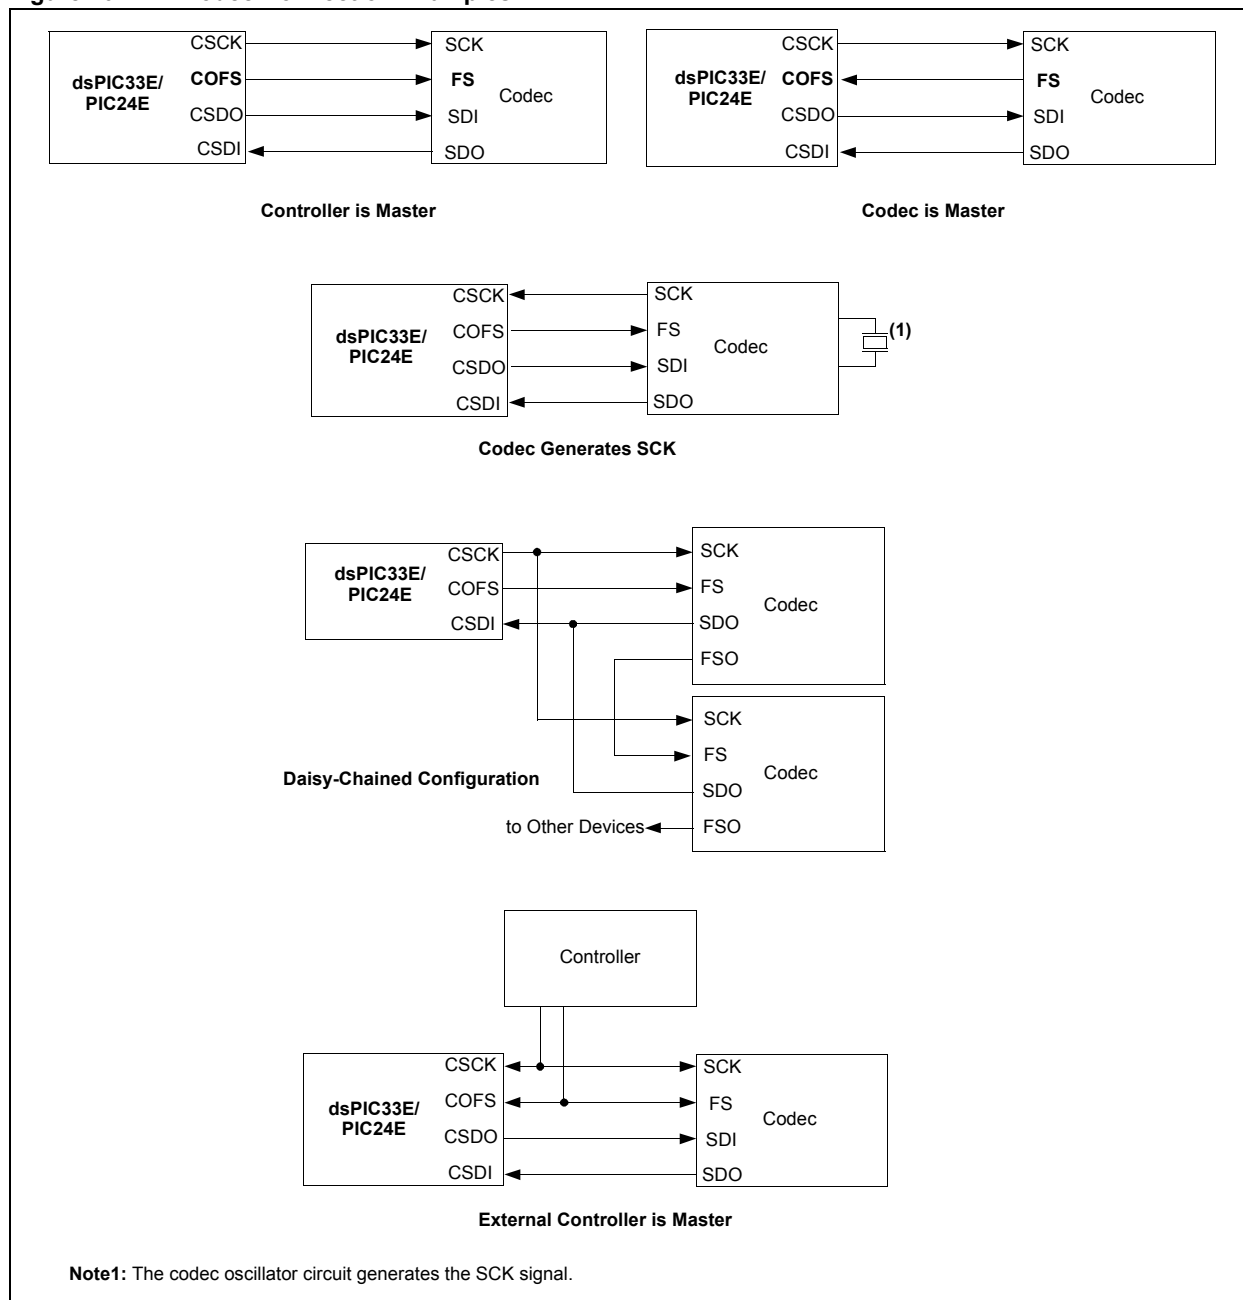 CSCK
COFS
CSDO
CSDI
dsPIC33E/
PIC24E
SCK
FS
SDI
SDO
Codec
Controller is Master
CSCK
COFS
CSDO
CSDI
dsPIC33E/
PIC24E
SCK
FS
SDI
SDO
Codec
Codec is Master
CSCK
COFS
CSDO
CSDI
dsPIC33E/
PIC24E
SCK
FS
SDI
SDO
Codec
(1)
Codec Generates SCK
CSCK
COFS
CSDI
dsPIC33E/
PIC24E
SCK
FS
SDO
FSO
Codec
SCK
FS
SDO
FSO
Codec
Daisy-Chained Configuration
to Other Devices
Controller
CSCK
COFS
CSDO
CSDI
dsPIC33E/
PIC24E
SCK
FS
SDI
SDO
Codec
External Controller is Master
Note1: The codec oscillator circuit generates the SCK signal.